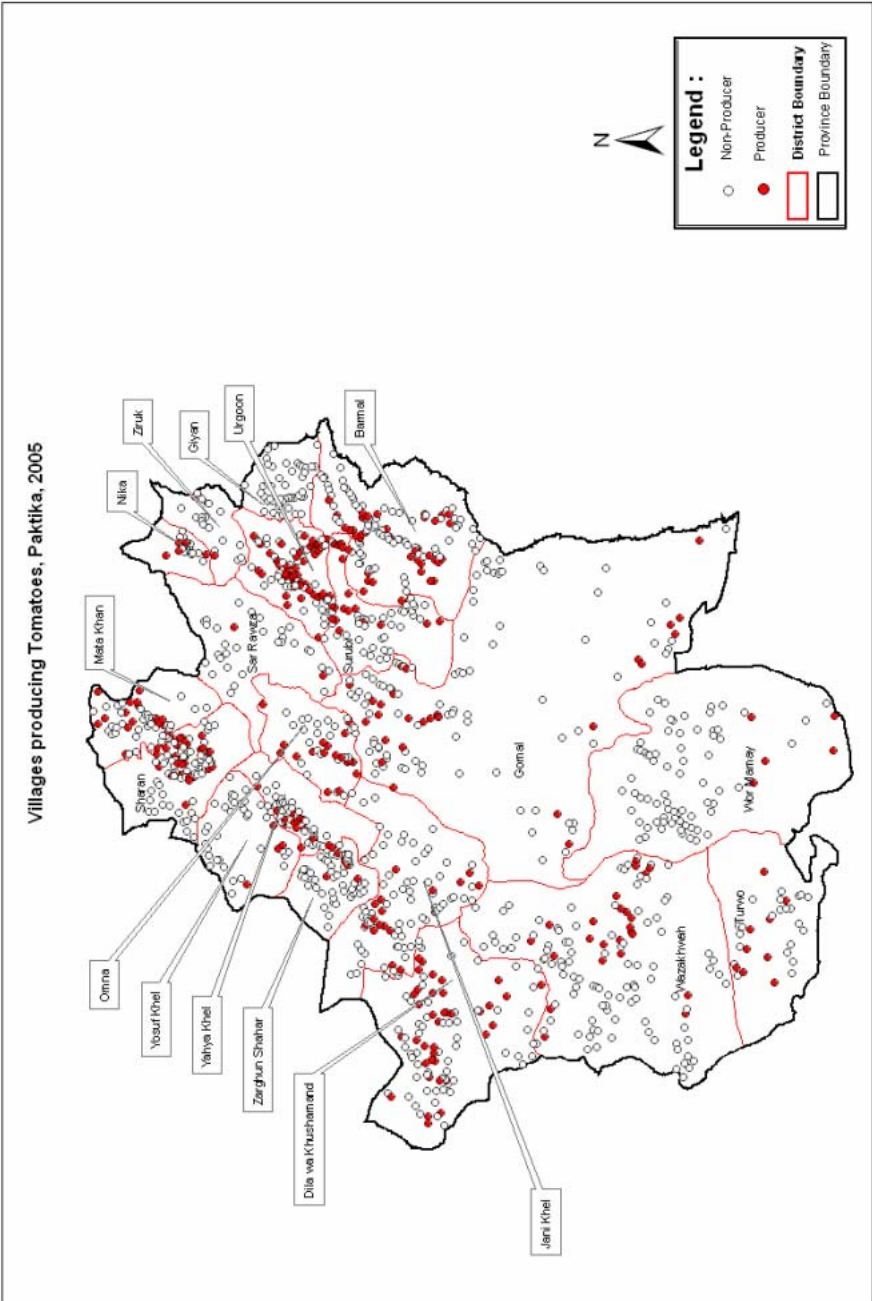 Villages producing Tomatoes, Paktika, 2005
Mata Khan
Nika
Ziruk
Giyan
Urgoon
Barmal
Sharan
Sar Rawza
Surubi
Omna
Yosuf Khel
Yahya Khel
Zarghun Shahar
Dila wa Khushamand
Jani Khel
Gomal
Wor Mamay
Wazakhwah
Turwo
N
Legend :
Non-Producer
Producer
District Boundary
Province Boundary